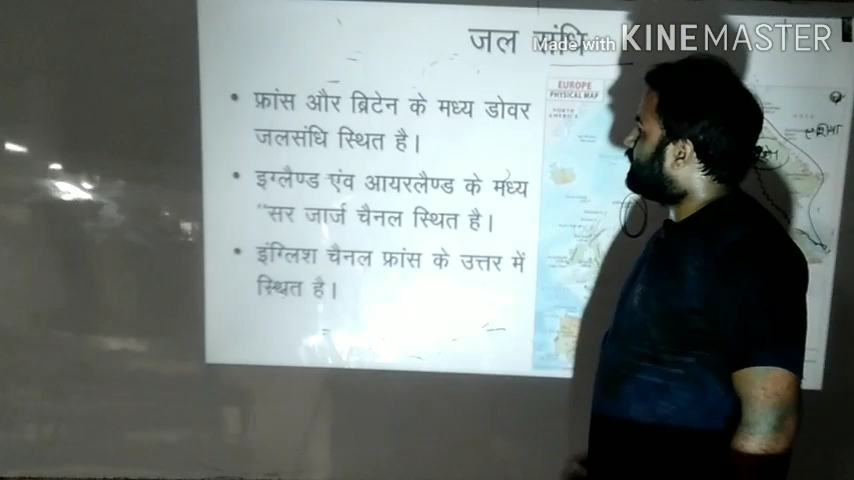 जल संधि
Made with KINEMASTER
फ्रांस और ब्रिटेन के मध्य डोवर
जलसंधि स्थित है।
इग्लैण्ड एंव आयरलैण्ड के मध्य
"सर जार्ज चैनल स्थित है।
इंग्लिश चैनल फ्रांस के उत्तर में
स्थित है।
EUROPE
PHYSICAL MAP